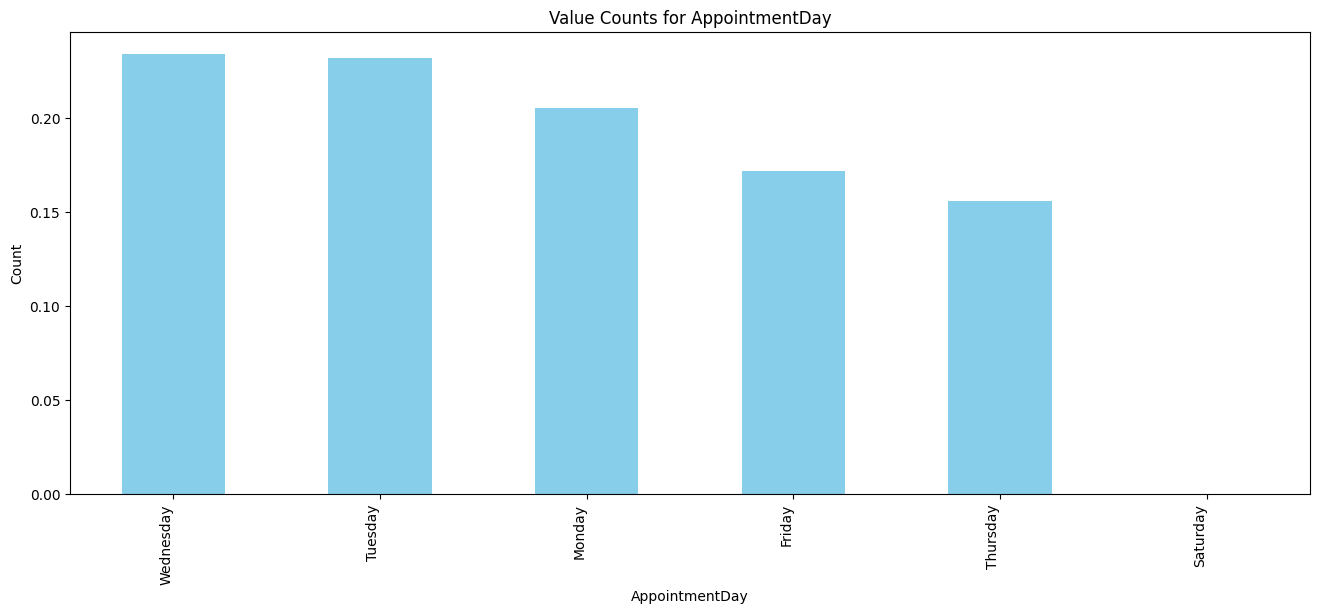 Value Counts for AppointmentDay
Count
0.20
0.15
0.10
0.05
0.00
Wednesday
Tuesday
Monday
Friday
Thursday
Saturday
AppointmentDay